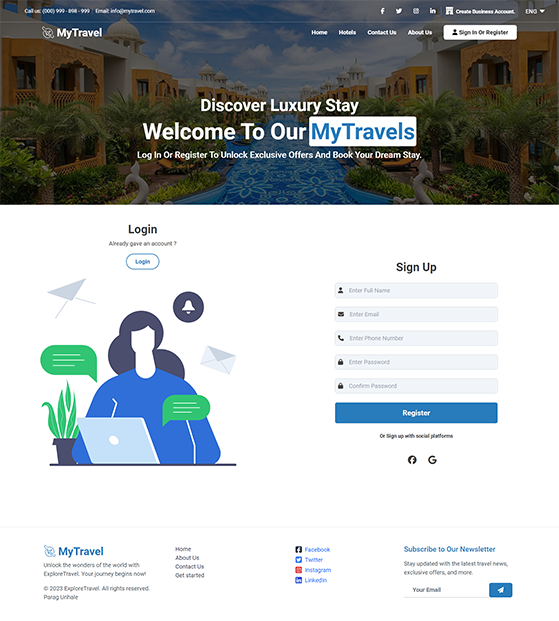 Call us: (000) 999 - 898 - 999 Email: info@mytravel.com
Create Business Account.
ENG
MyTravel
Home
Hotels
Contact Us
About Us
Sign In Or Register
Discover Luxury Stay
Welcome To Our MyTravels
Log In Or Register To Unlock Exclusive Offers And Book Your Dream Stay.
Login
Already gave an account ?
Login
Sign Up
Enter Full Name
Enter Email
Enter Phone Number
Enter Password
Confirm Password
Register
Or Sign up with social platforms
MyTravel
Unlock the wonders of the world with
ExploreTravel. Your journey begins now!
© 2023 ExploreTravel. All rights reserved.
Parag Unhale
Home
About Us
Contact Us
Get started
Facebook
Twitter
Instagram
Linkedin
Subscribe to Our Newsletter
Stay updated with the latest travel news,
exclusive offers, and more.
Your Email